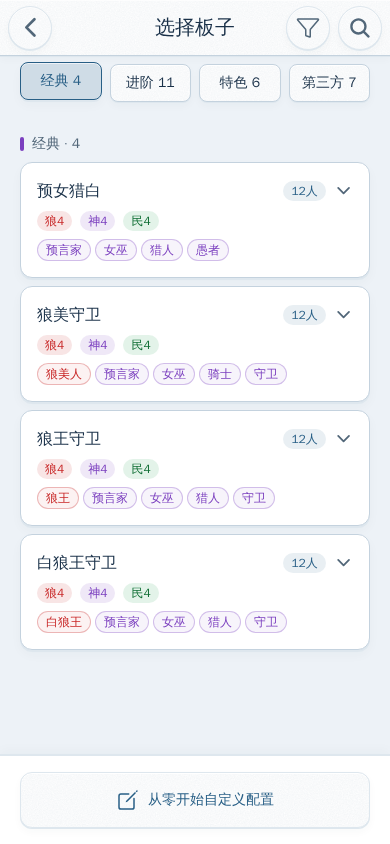 选择板子
经典 4 进阶 11 特色 6 第三方 7
经典 · 4
预女猎白 12人
狼4 神4 民4
预言家 女巫 猎人 愚者
狼美守卫 12人
狼4 神4 民4
狼美人 预言家 女巫 骑士 守卫
狼王守卫 12人
狼4 神4 民4
狼王 预言家 女巫 猎人 守卫
白狼王守卫 12人
狼4 神4 民4
白狼王 预言家 女巫 猎人 守卫
从零开始自定义配置